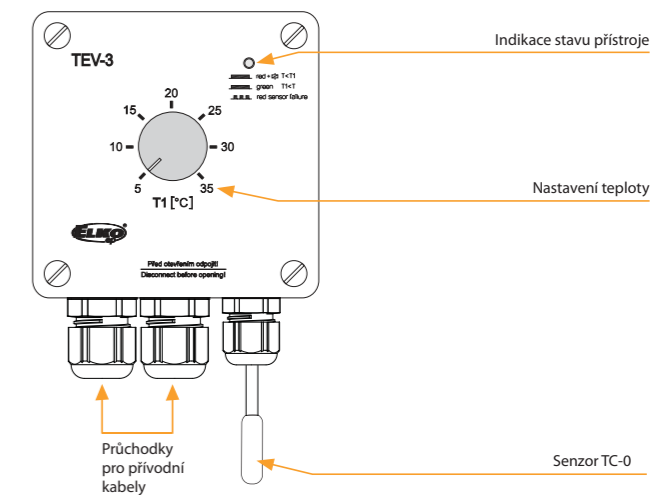 Indikace stavu přístroje
TEV-3
red + T<T1
green T1<T
red sensor failure
20
15
25
10
30
5
35
Nastavení teploty
T1 [°C]
ELKO
ep
Před otevřením odpojit!
Disconnect before opening!
Průchodky
pro přívodní
kabely
Senzor TC-0